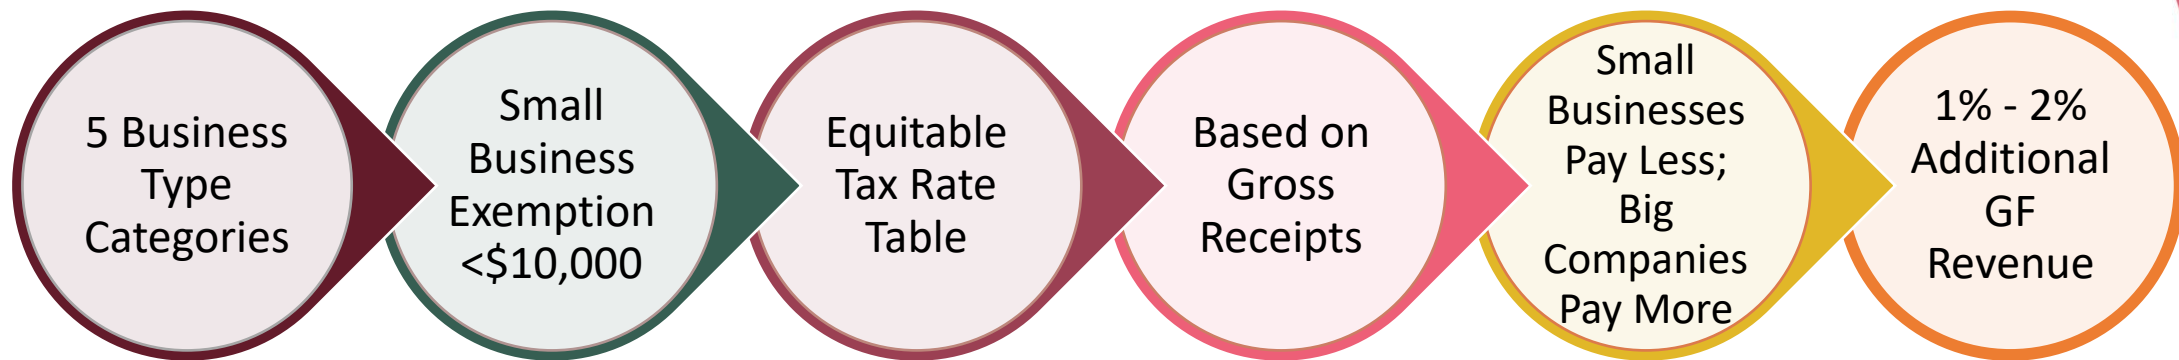 5 Business
Type
Categories
Small
Business
Exemption
<$10,000
Equitable
Tax Rate
Table
Based on
Gross
Receipts
Small
Businesses
Pay Less;
Big
Companies
Pay More
1% - 2%
Additional
GF
Revenue